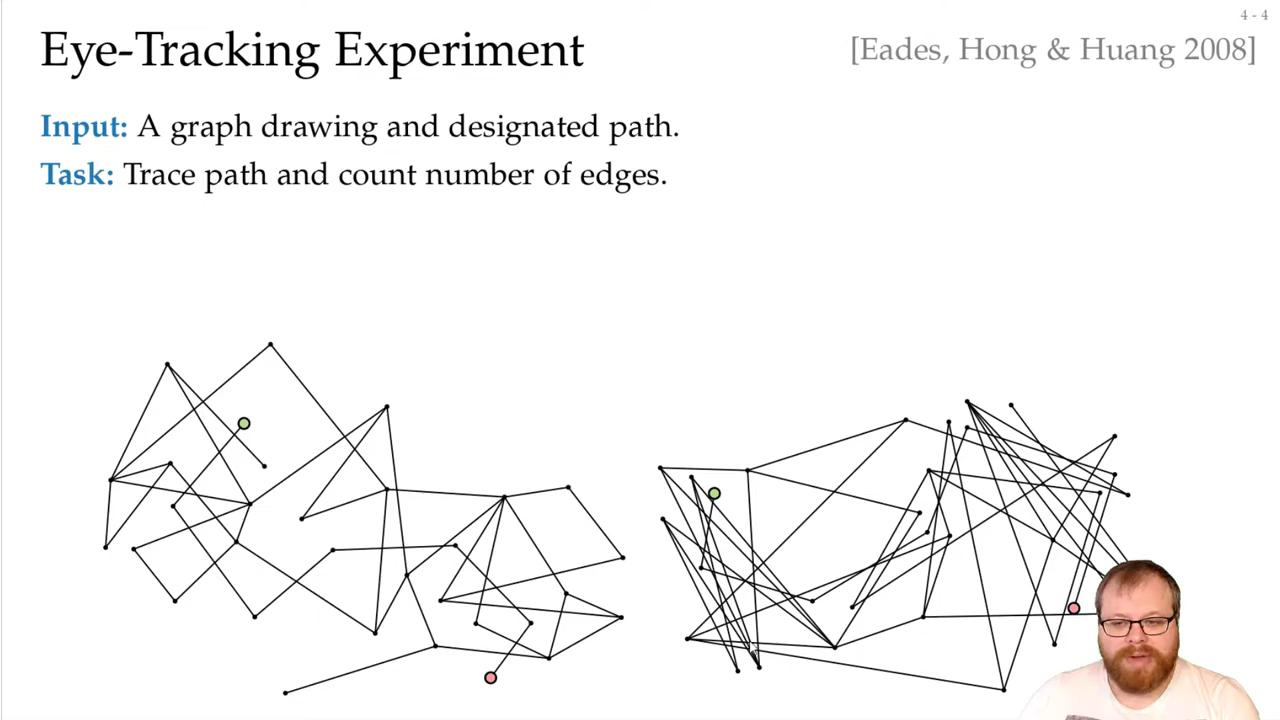 4 - 4
Eye-Tracking Experiment
[Eades, Hong & Huang 2008]
Input: A graph drawing and designated path.
Task: Trace path and count number of edges.